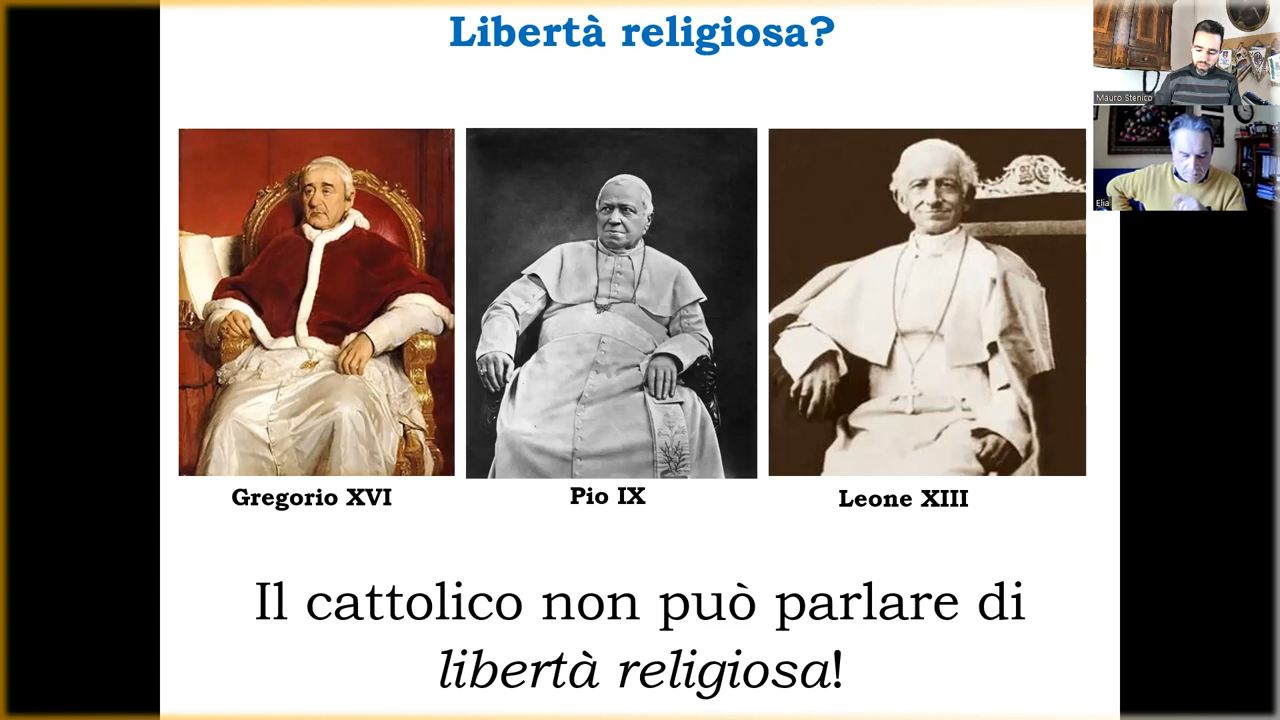 Libertà religiosa?
Mauro Stenico
Elia
Gregorio XVI
Pio IX
Leone XIII
Il cattolico non può parlare di
libertà religiosa!